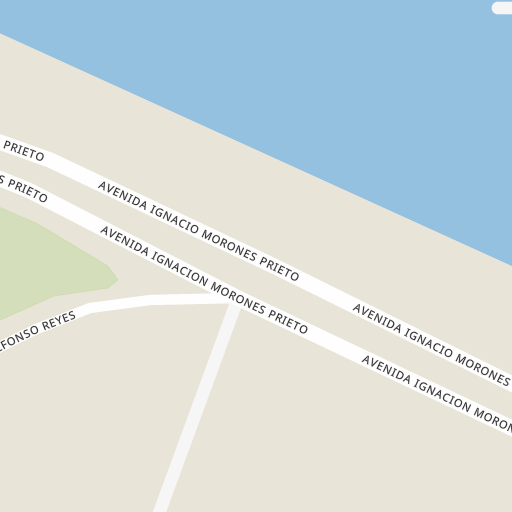 PRIETO
S PRIETO
AVENIDA IGNACIO MORONES PRIETO
AVENIDA IGNACION MORONES PRIETO
AVENIDA IGNACIO MORONES
AVENIDA IGNACION MORON
LFONSO REYES